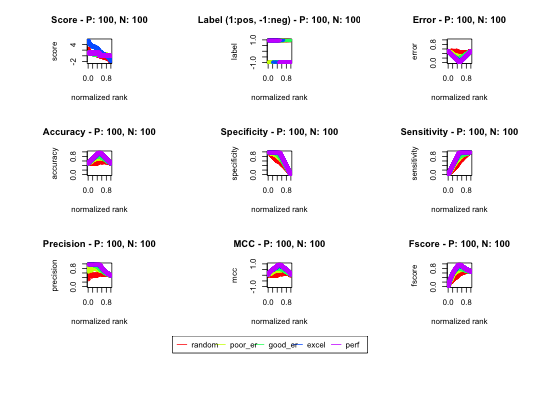 Score - P: 100, N: 100
Label (1:pos, -1:neg) - P: 100, N: 100
Error - P: 100, N: 100
score
-2 4
0.0 0.8
normalized rank
label
-1.0 1.0
0.0 0.8
normalized rank
error
0.0 0.8
0.0 0.8
normalized rank
Accuracy - P: 100, N: 100
Specificity - P: 100, N: 100
Sensitivity - P: 100, N: 100
accuracy
0.0 0.8
0.0 0.8
normalized rank
specificity
0.0 0.8
0.0 0.8
normalized rank
sensitivity
0.0 0.8
0.0 0.8
normalized rank
Precision - P: 100, N: 100
MCC - P: 100, N: 100
Fscore - P: 100, N: 100
precision
0.0 0.8
0.0 0.8
normalized rank
mcc
-1.0 1.0
0.0 0.8
normalized rank
fscore
0.0 0.8
0.0 0.8
normalized rank
random poor_er good_er excel perf